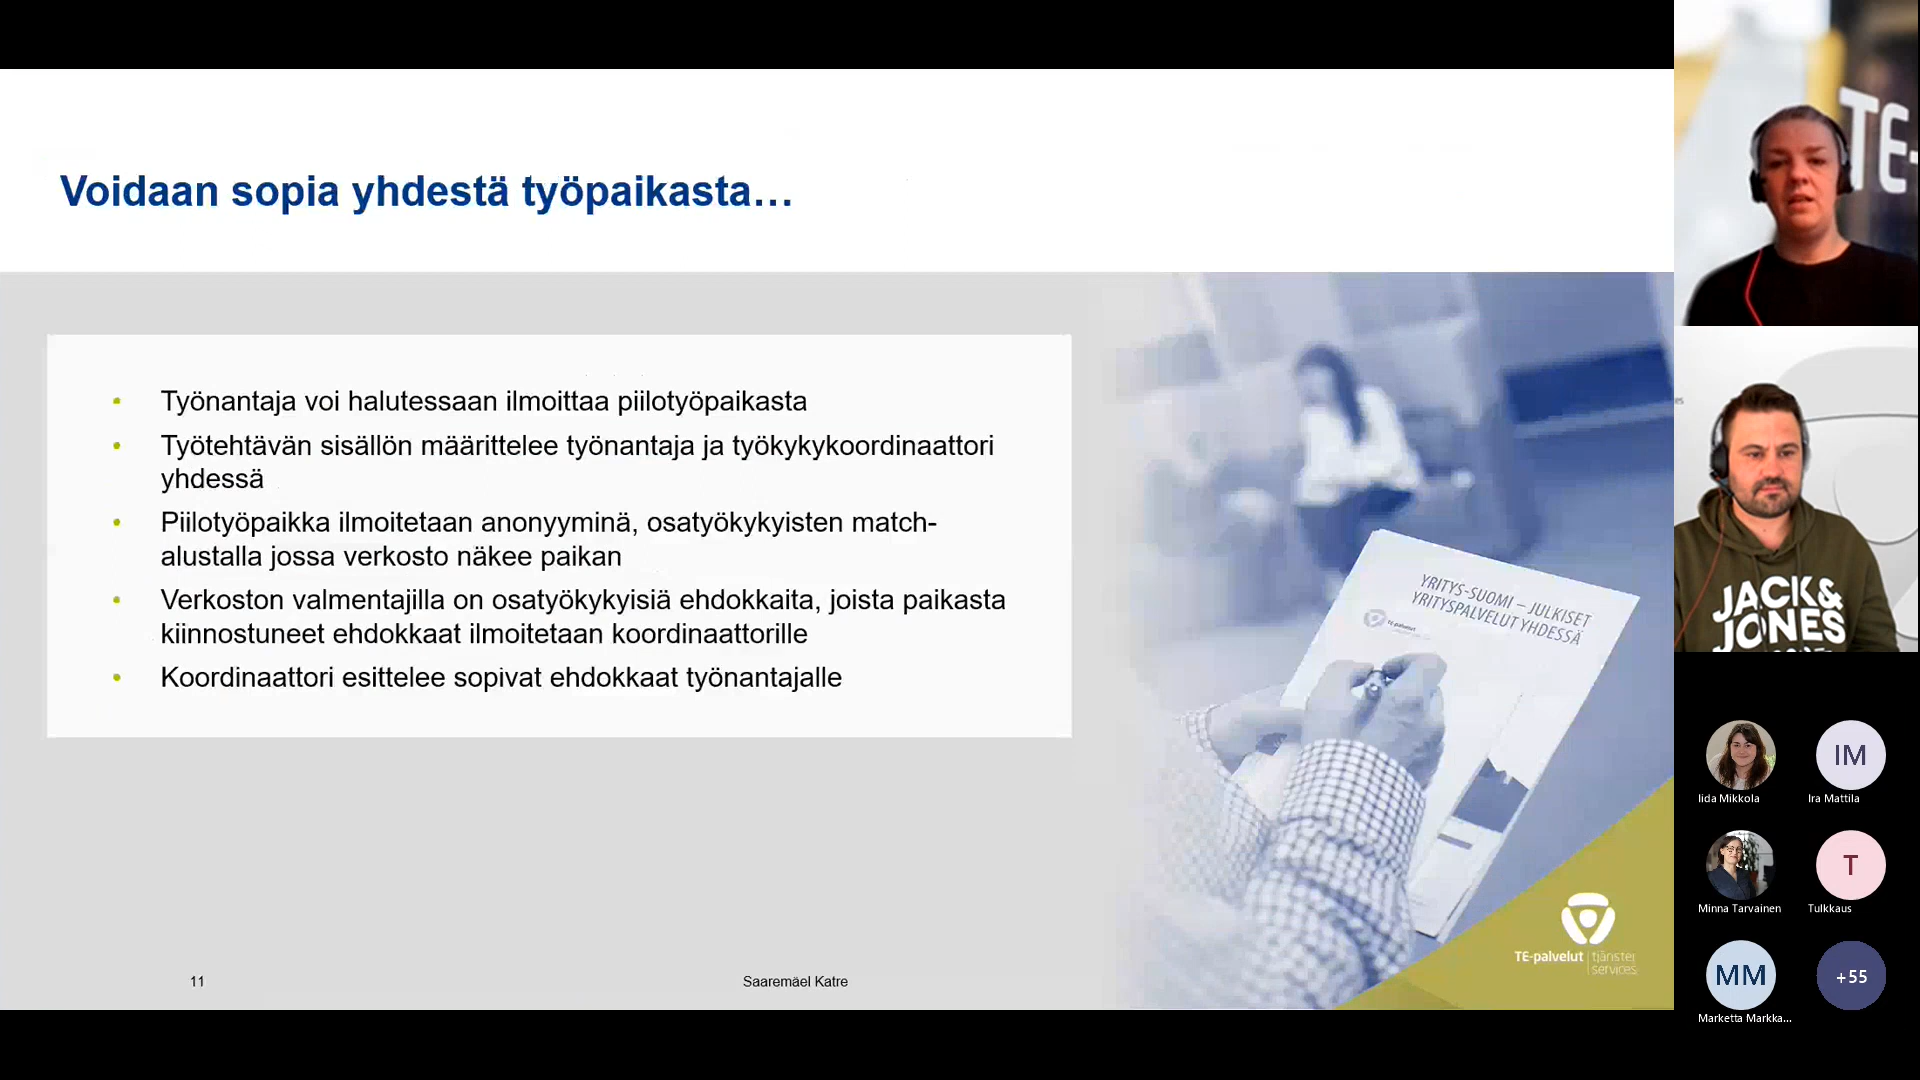 Voidaan sopia yhdestä työpaikasta...
Työnantaja voi halutessaan ilmoittaa piilotyöpaikasta
Työtehtävän sisällön määrittelee työnantaja ja työkykykoordinaattori
yhdessä
Piilotyöpaikka ilmoitetaan anonyyminä, osatyökykyisten match-
alustalla jossa verkosto näkee paikan
Verkoston valmentajilla on osatyökykyisiä ehdokkaita, joista paikasta
kiinnostuneet ehdokkaat ilmoitetaan koordinaattorille
Koordinaattori esittelee sopivat ehdokkaat työnantajalle
YRITYS-SUOMI – JULKISET
YRITYSPALVELUT YHDESSÄ
TE-palvelut
TE-palvelut | tjänster
services
11
Saaremäel Katre
TE-
JACK&
JONES
IM
Iida Mikkola
Ira Mattila
T
Minna Tarvainen
Tulkkaus
MM
+55
Marketta Markka...